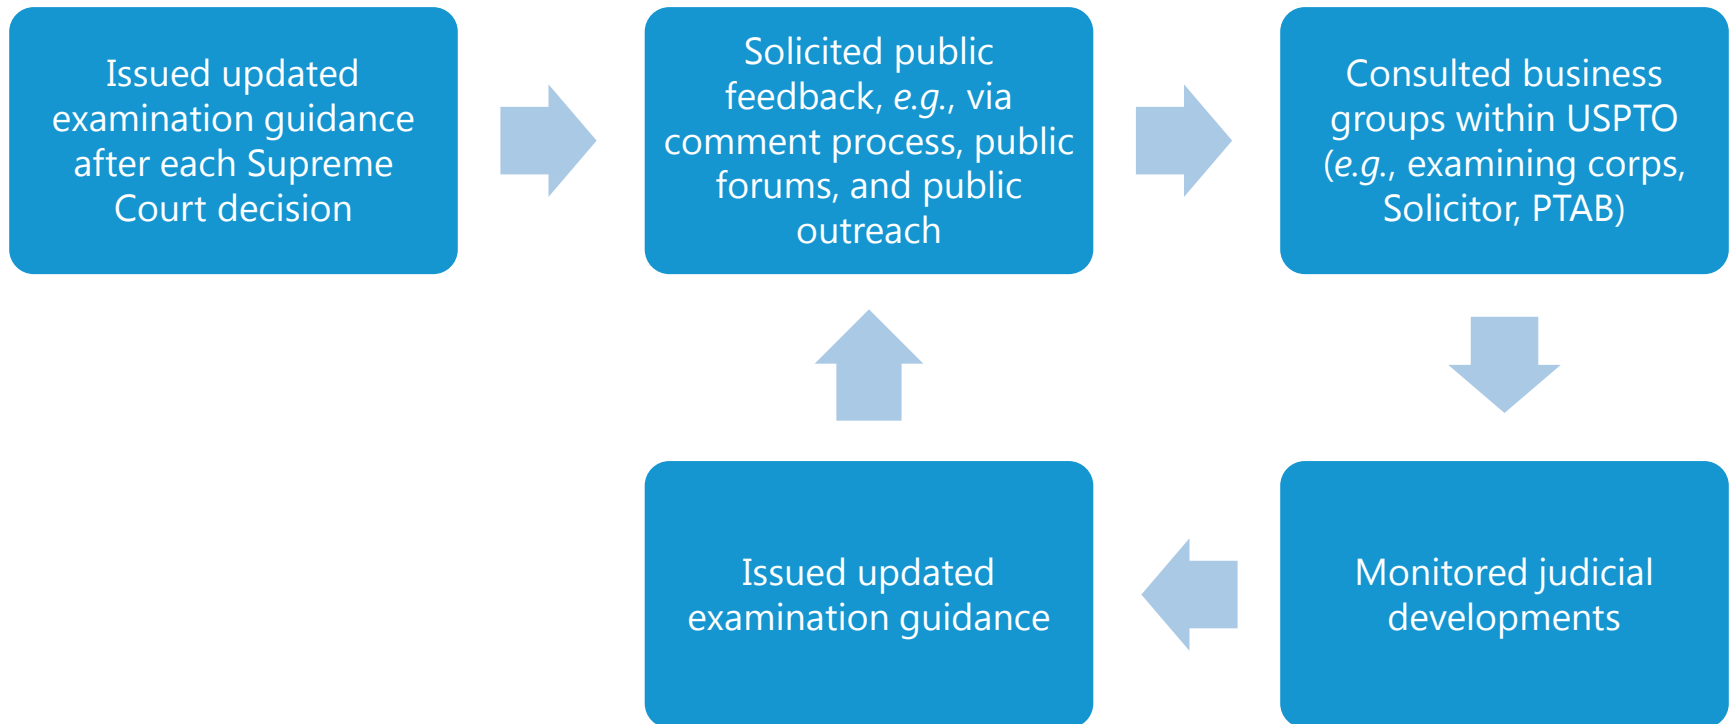 Issued updated
examination guidance
after each Supreme
Court decision
Solicited public
feedback, e.g., via
comment process, public
forums, and public
outreach
Consulted business
groups within USPTO
(e.g., examining corps,
Solicitor, PTAB)
Monitored judicial
developments
Issued updated
examination guidance